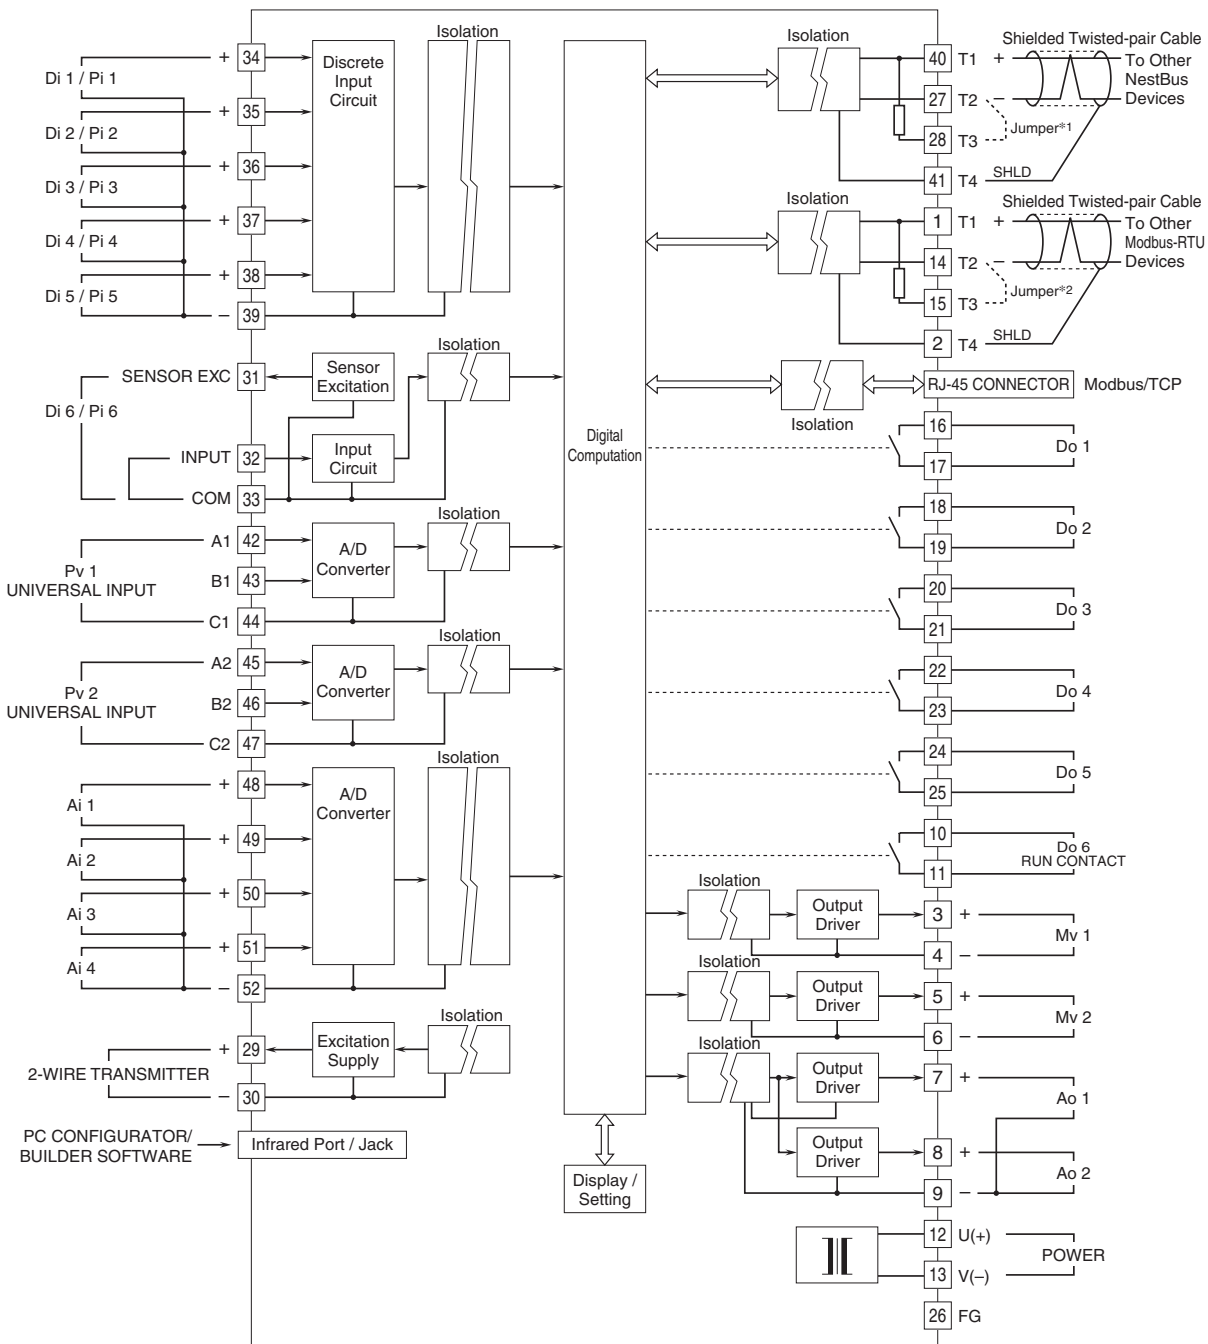 Isolation
+ 34
Di 1 / Pi 1
Discrete
Input
Circuit
+ 35
Di 2 / Pi 2
+ 36
Di 3 / Pi 3
+ 37
Di 4 / Pi 4
+ 38
Di 5 / Pi 5
– 39
SENSOR EXC 31
Sensor
Excitation
Isolation
Di 6 / Pi 6
INPUT 32
Input
Circuit
COM 33
Isolation
A1 42
A/D
Converter
Pv 1
UNIVERSAL INPUT
B1 43
C1 44
Isolation
A2 45
A/D
Converter
Pv 2
UNIVERSAL INPUT
B2 46
C2 47
Isolation
+ 48
Ai 1
A/D
Converter
+ 49
Ai 2
+ 50
Ai 3
+ 51
Ai 4
– 52
Isolation
+ 29
Excitation
Supply
2-WIRE TRANSMITTER
– 30
PC CONFIGURATOR/
BUILDER SOFTWARE
Infrared Port / Jack
Digital
Computation
Display /
Setting
Isolation
Shielded Twisted-pair Cable
40 T1 +
To Other
NestBus
Devices
27 T2 –
Jumper*1
28 T3
41 T4 SHLD
Isolation
Shielded Twisted-pair Cable
1 T1 +
To Other
Modbus-RTU
Devices
14 T2 –
Jumper*2
15 T3
2 T4 SHLD
Isolation
RJ-45 CONNECTOR Modbus/TCP
16
Do 1
17
18
Do 2
19
20
Do 3
21
22
Do 4
23
24
Do 5
25
10
Do 6
RUN CONTACT
11
Isolation
Output
Driver
3 +
Mv 1
4 –
Isolation
Output
Driver
5 +
Mv 2
6 –
Isolation
Output
Driver
7 +
Ao 1
Output
Driver
8 +
Ao 2
9 –
12 U(+)
POWER
13 V(–)
26 FG